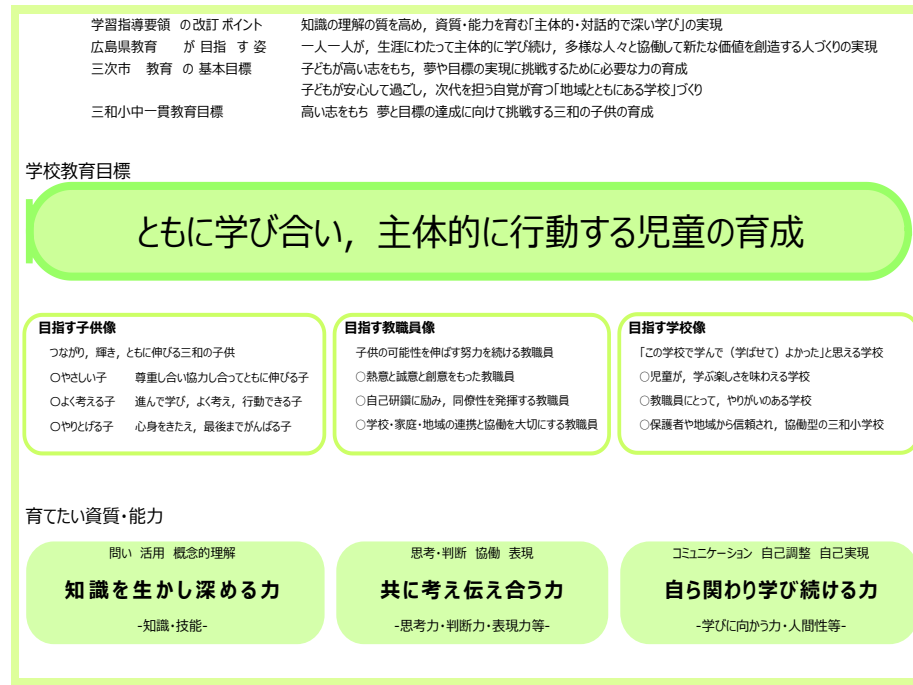 学習指導要領 の改訂 ポイント 知識の理解の質を高め，資質・能力を育む「主体的・対話的で深い学び」の実現
広島県教育 が 目指 す 姿 一人一人が，生涯にわたって主体的に学び続け，多様な人々と協働して新たな価値を創造する人づくりの実現
三次市 教育 の 基本目標 子どもが高い志をもち，夢や目標の実現に挑戦するために必要な力の育成
子どもが安心して過ごし，次代を担う自覚が育つ「地域とともにある学校」づくり
三和小中一貫教育目標 高い志をもち 夢と目標の達成に向けて挑戦する三和の子供の育成
学校教育目標
ともに学び合い，主体的に行動する児童の育成
目指す子供像
つながり，輝き，ともに伸びる三和の子供
○やさしい子 尊重し合い協力し合ってともに伸びる子
○よく考える子 進んで学び，よく考え，行動できる子
○やりとげる子 心身をきたえ，最後までがんばる子
目指す教職員像
子供の可能性を伸ばす努力を続ける教職員
○熱意と誠意と創意をもった教職員
○自己研鑽に励み，同僚性を発揮する教職員
○学校・家庭・地域の連携と協働を大切にする教職員
目指す学校像
「この学校で学んで（学ばせて）よかった」と思える学校
○児童が，学ぶ楽しさを味わえる学校
○教職員にとって，やりがいのある学校
○保護者や地域から信頼され，協働型の三和小学校
育てたい資質・能力
問い 活用 概念的理解
知識を生かし深める力
-知識・技能-
思考・判断 協働 表現
共に考え伝え合う力
-思考力・判断力・表現力等-
コミュニケーション 自己調整 自己実現
自ら関わり学び続ける力
-学びに向かう力・人間性等-